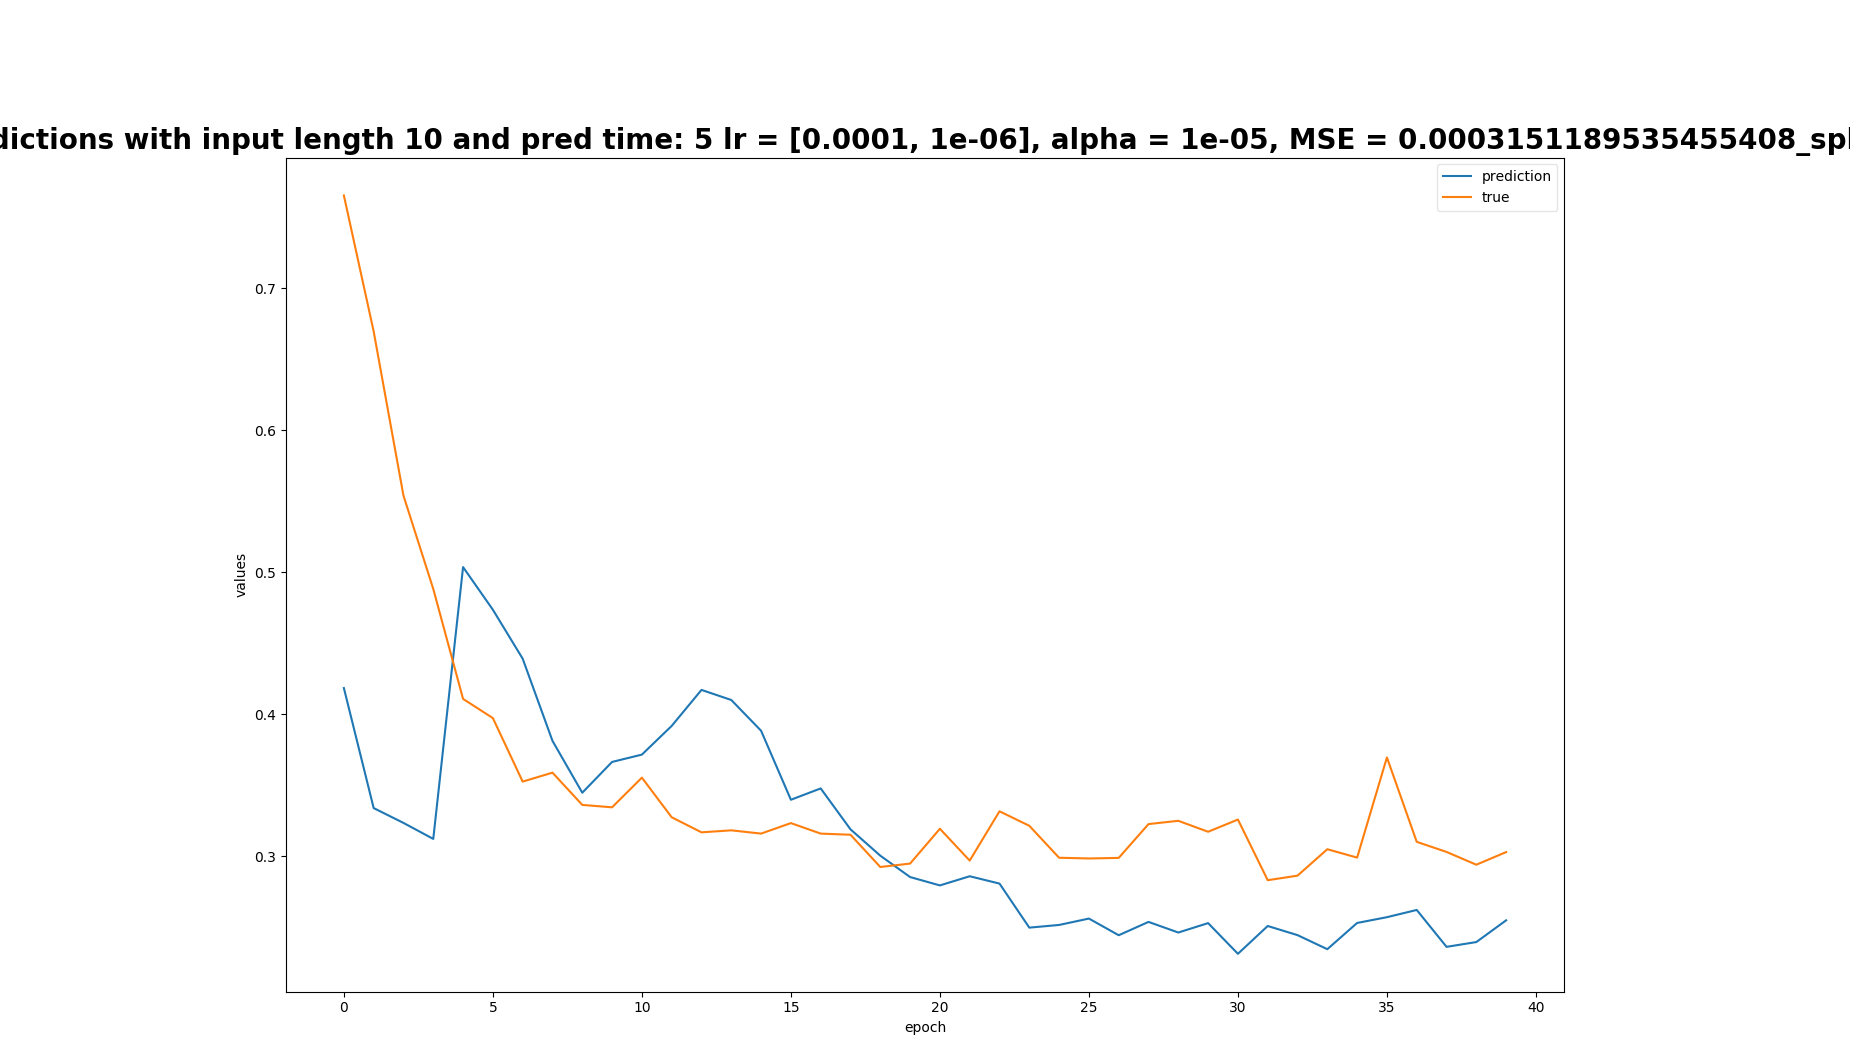 dictions with input length 10 and pred time: 5 lr = [0.0001, 1e-06], alpha = 1e-05, MSE = 0.0003151189535455408_spl
prediction
true
0.7
0.6
0.5
0.4
0.3
values
0 5 10 15 20 25 30 35 40
epoch